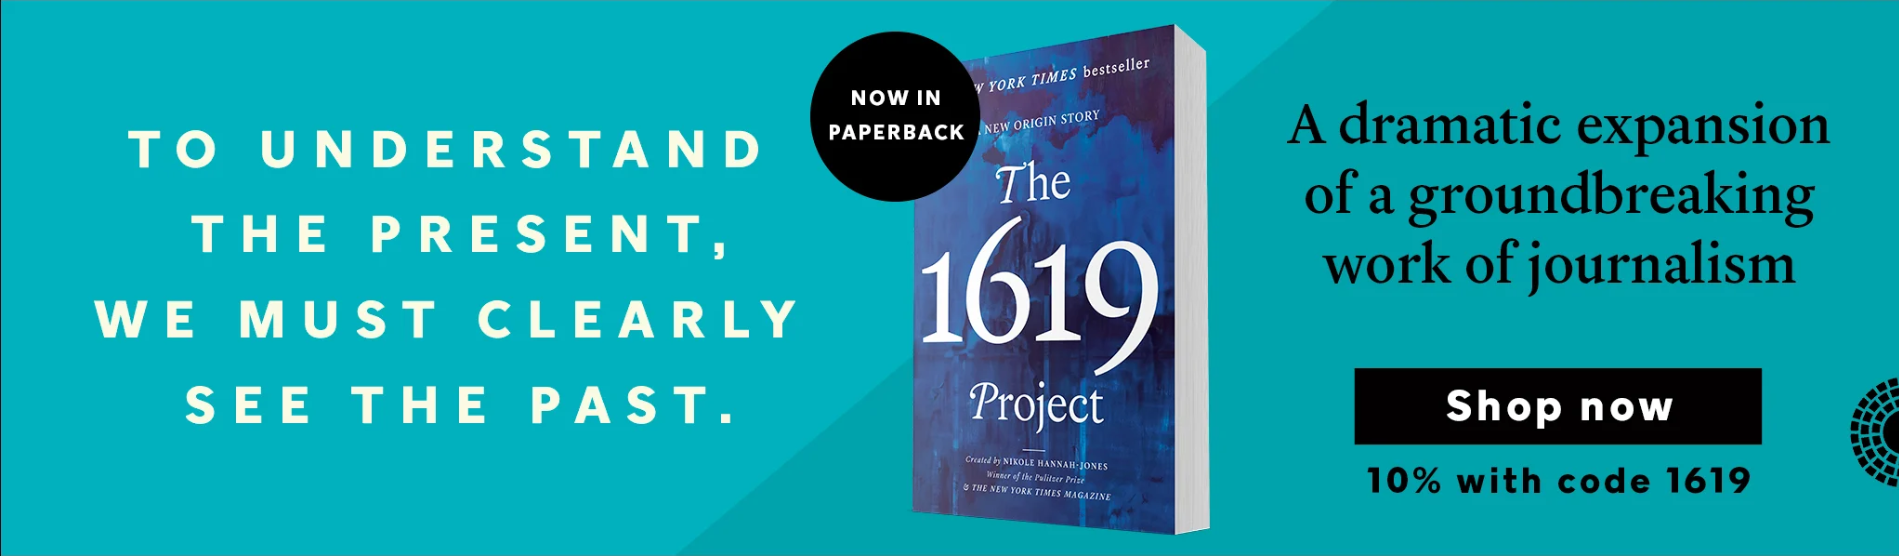 TO UNDERSTAND
THE PRESENT,
WE MUST CLEARLY
SEE THE PAST.
NOW IN
PAPERBACK
YORK TIMES bestseller
NEW ORIGIN STORY
The
1619
Project
Created by NIKOLE HANNAH-JONES
Winner of the Pulitzer Prize
& THE NEW YORK TIMES MAGAZINE
A dramatic expansion
of a groundbreaking
work of journalism
Shop now
10% with code 1619